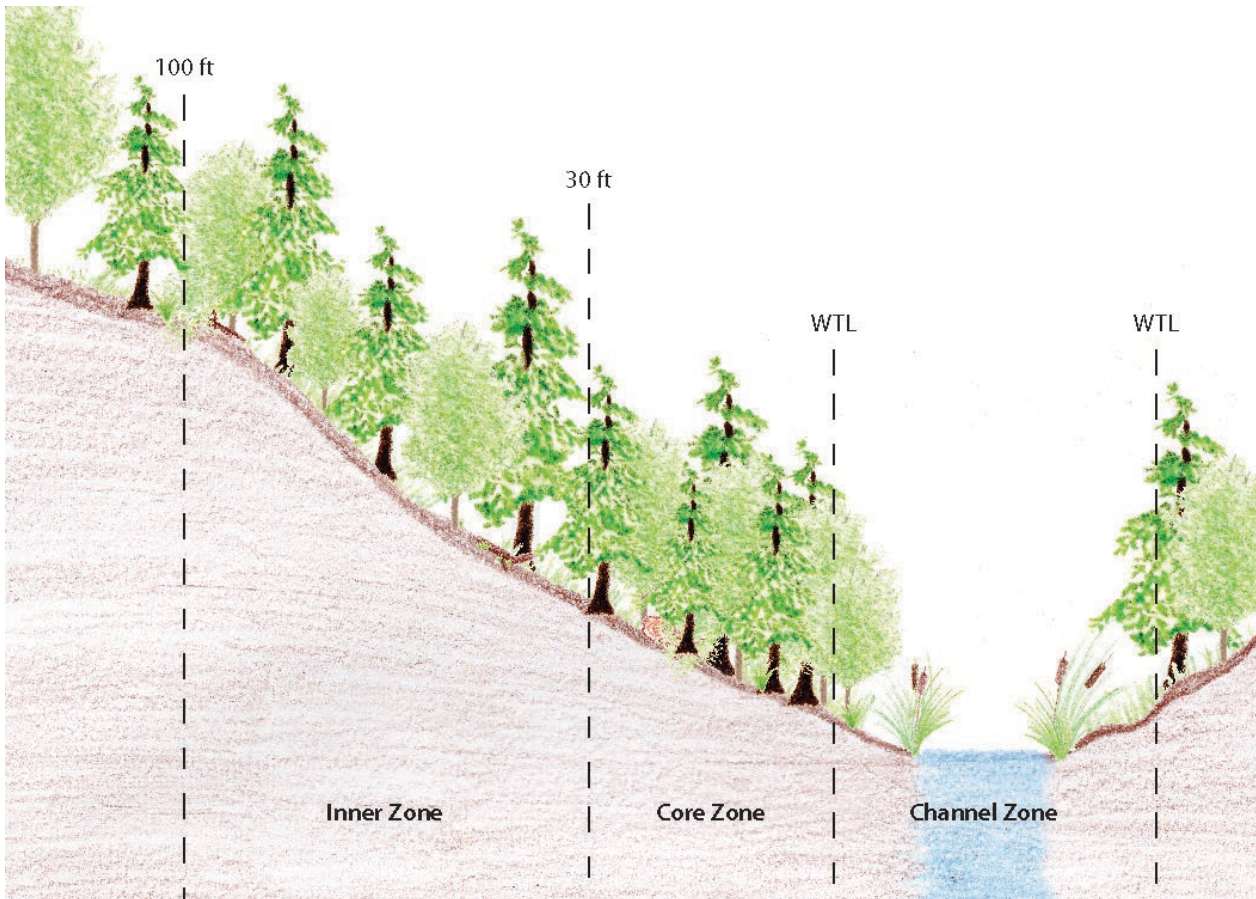 100 ft
30 ft
WTL
WTL
Inner Zone
Core Zone
Channel Zone